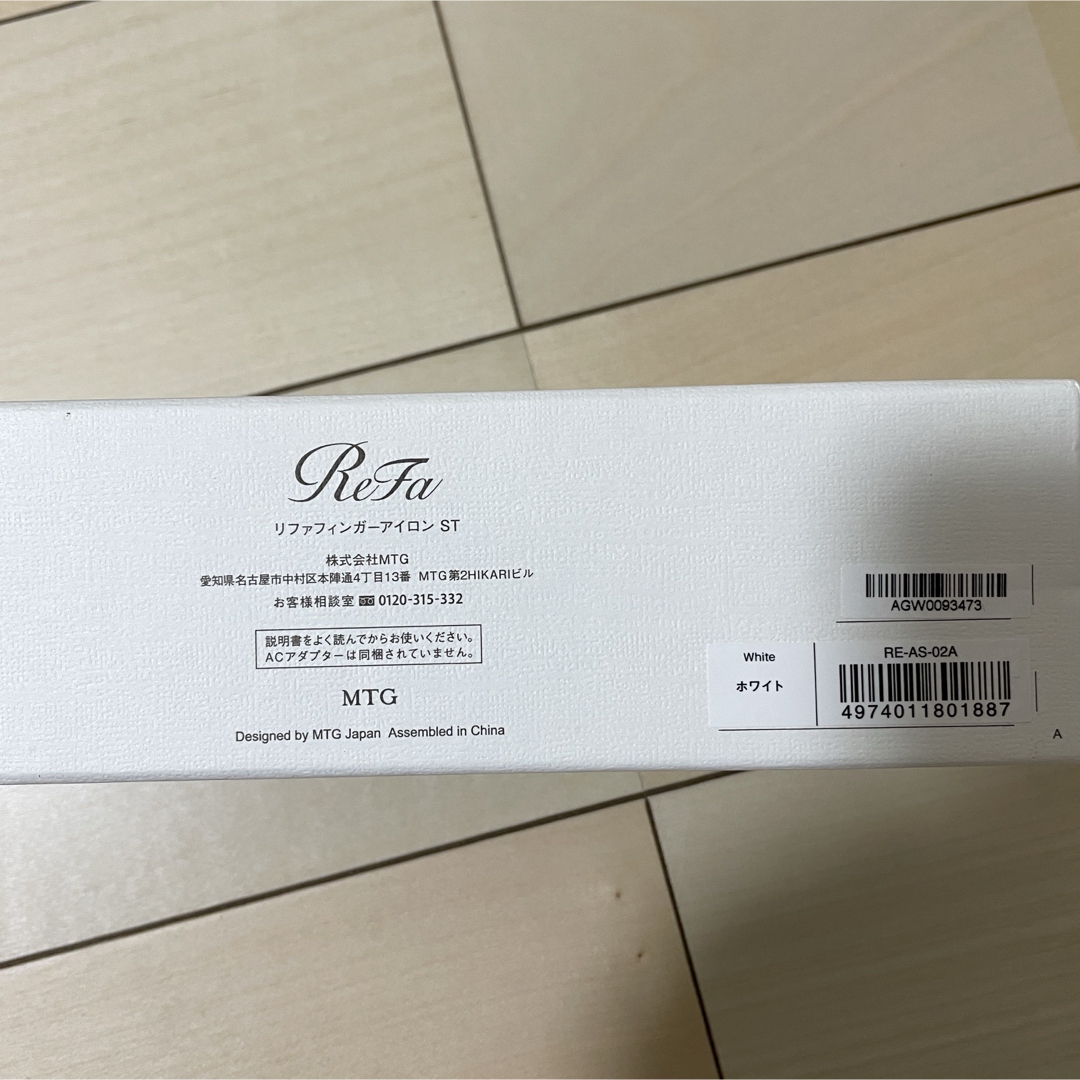 ReFa
リファフィンガーアイロン ST
株式会社MTG
愛知県名古屋市中村区本陣通4丁目13番 MTG第2HIKARIビル
お客様相談室 0120-315-332
説明書をよく読んでからお使いください。
ACアダプターは同梱されていません。
MTG
Designed by MTG Japan Assembled in China
AGW0093473
White
ホワイト
RE-AS-02A
4974011801887
A